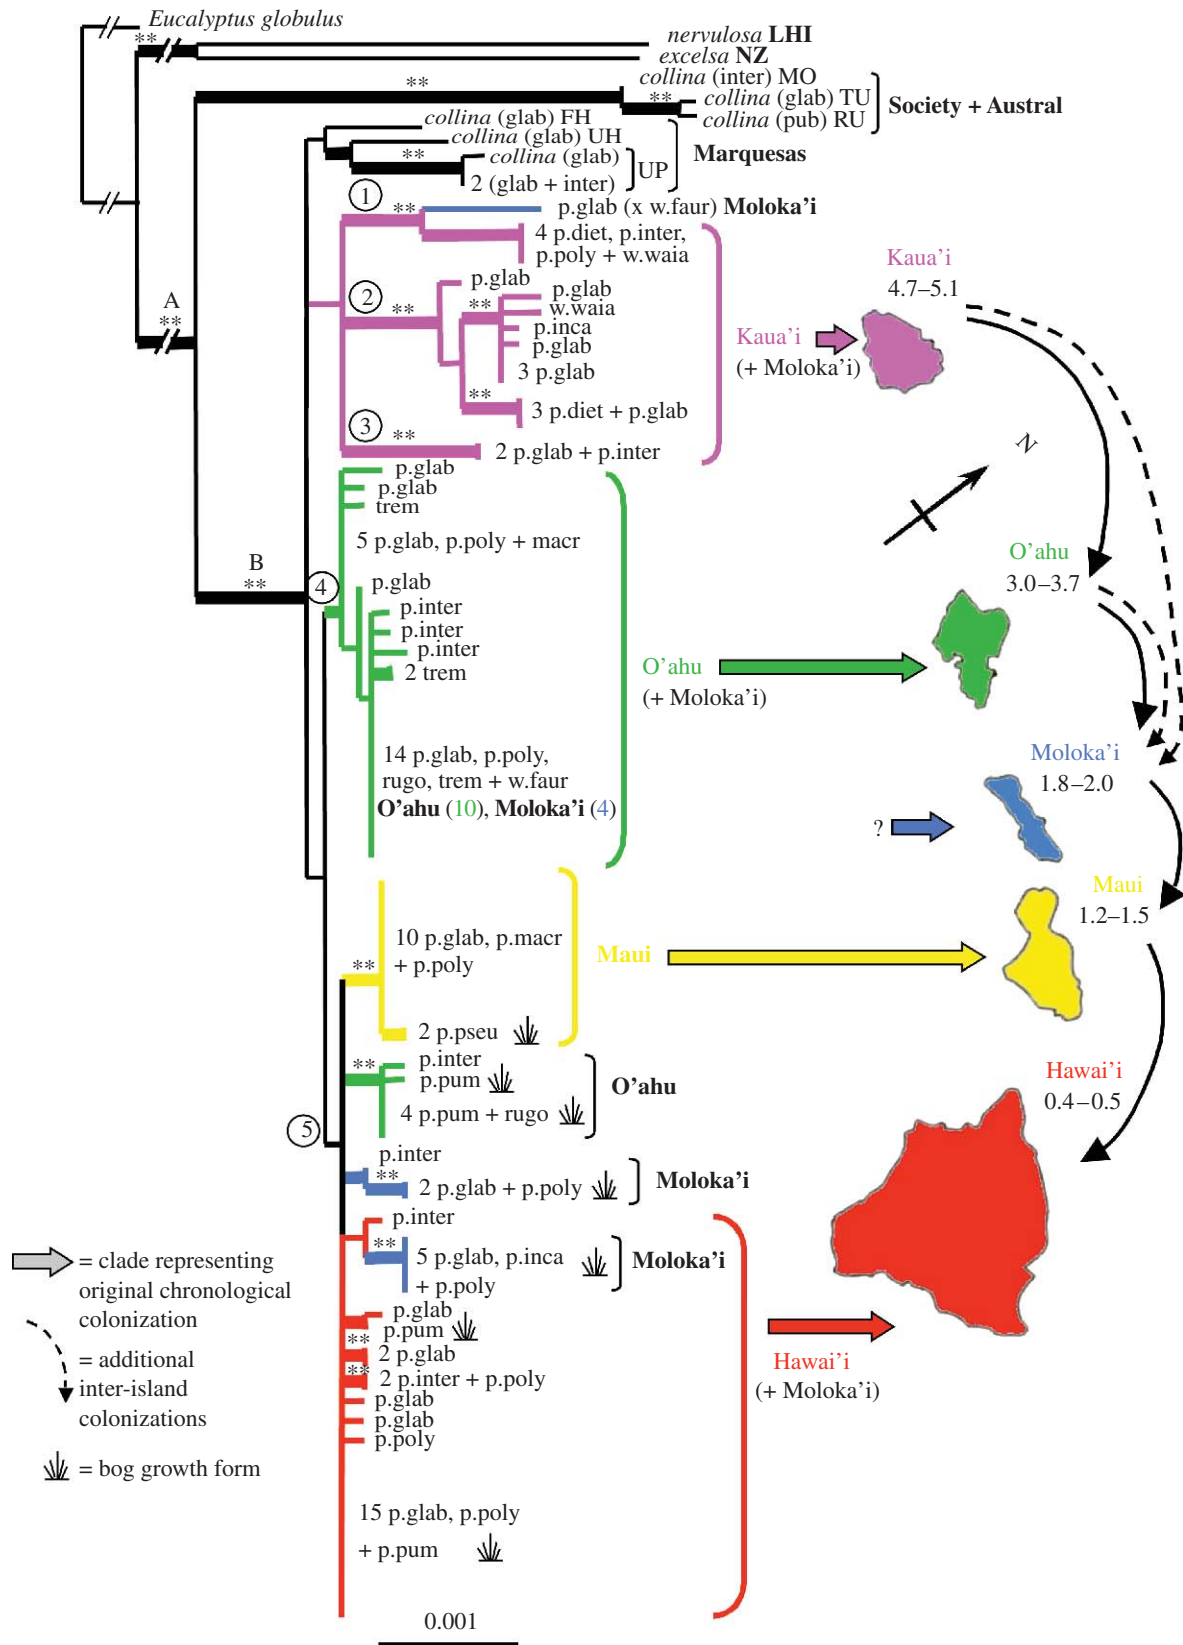 Eucalyptus globulus
**
nervulosa LHI
excelsa NZ
collina (inter) MO
**
** collina (glab) TU
collina (pub) RU
Society + Austral
collina (glab) FH
collina (glab) UH
** collina (glab)
2 (glab + inter)
UP
Marquesas
1
** p.glab (x w.faur) Moloka'i
4 p.diet, p.inter,
p.poly + w.waia
A
**
2
**
p.glab
** p.glab
w.waia
p.inca
p.glab
3 p.glab
** 3 p.diet + p.glab
3
** 2 p.glab + p.inter
Kaua'i
(+ Moloka'i)
Kaua'i
4.7–5.1
N
B
**
4
p.glab
p.glab
trem
5 p.glab, p.poly + macr
p.glab
p.inter
p.inter
p.inter
2 trem
14 p.glab, p.poly,
rugo, trem + w.faur
O'ahu (10), Moloka'i (4)
O'ahu
(+ Moloka'i)
O'ahu
3.0–3.7
Moloka'i
1.8–2.0
?
10 p.glab, p.macr
** + p.poly
2 p.pseu
Maui
Maui
1.2–1.5
5
** p.inter
p.pum
4 p.pum + rugo
O'ahu
Hawai'i
0.4–0.5
p.inter
**
2 p.glab + p.poly
Moloka'i
p.inter
** 5 p.glab, p.inca
+ p.poly
Moloka'i
p.glab
p.pum
**
2 p.glab
**
2 p.inter + p.poly
p.glab
p.glab
p.poly
15 p.glab, p.poly
+ p.pum
Hawai'i
(+ Moloka'i)
= clade representing
original chronological
colonization
= additional
inter-island
colonizations
= bog growth form
0.001